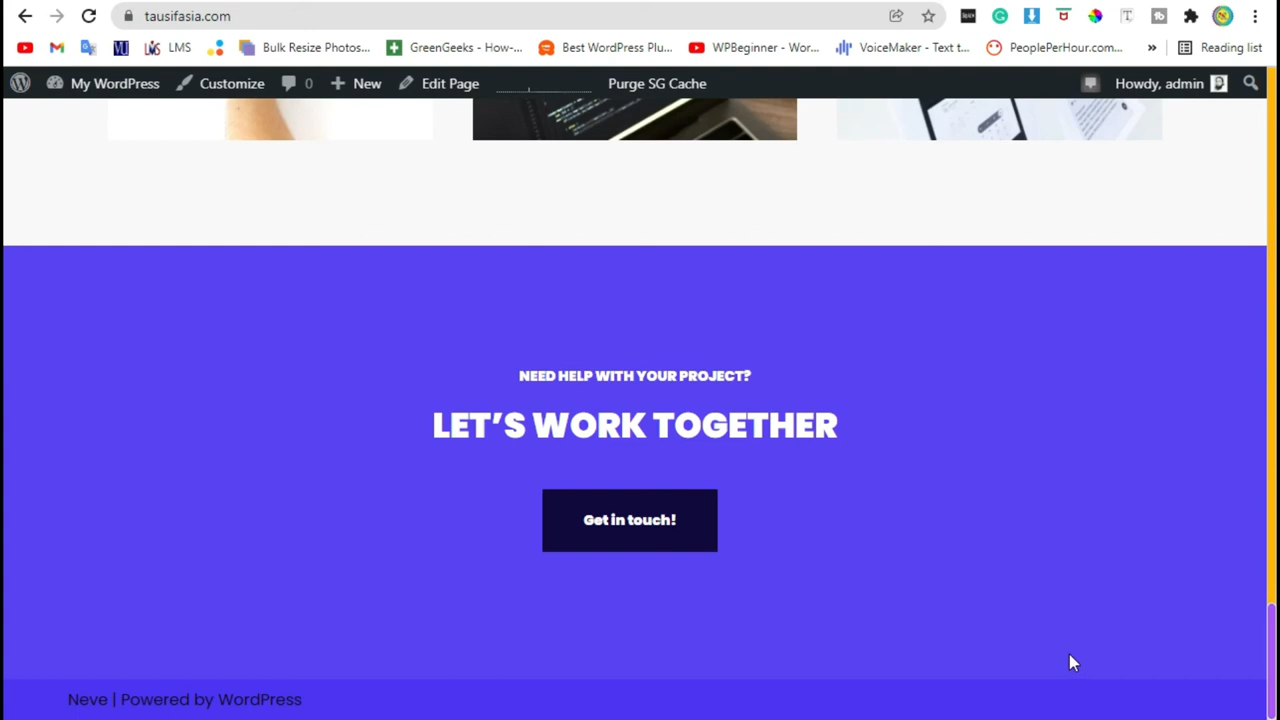 tausifasia.com
LMS
Bulk Resize Photos...
GreenGeeks - How-...
Best WordPress Plu...
WPBeginner - Wor...
VoiceMaker - Text t...
PeoplePerHour.com...
»
Reading list
My WordPress
Customize
0
New
Edit Page
Purge SG Cache
Howdy, admin
NEED HELP WITH YOUR PROJECT?
LET’S WORK TOGETHER
Get in touch!
Neve | Powered by WordPress